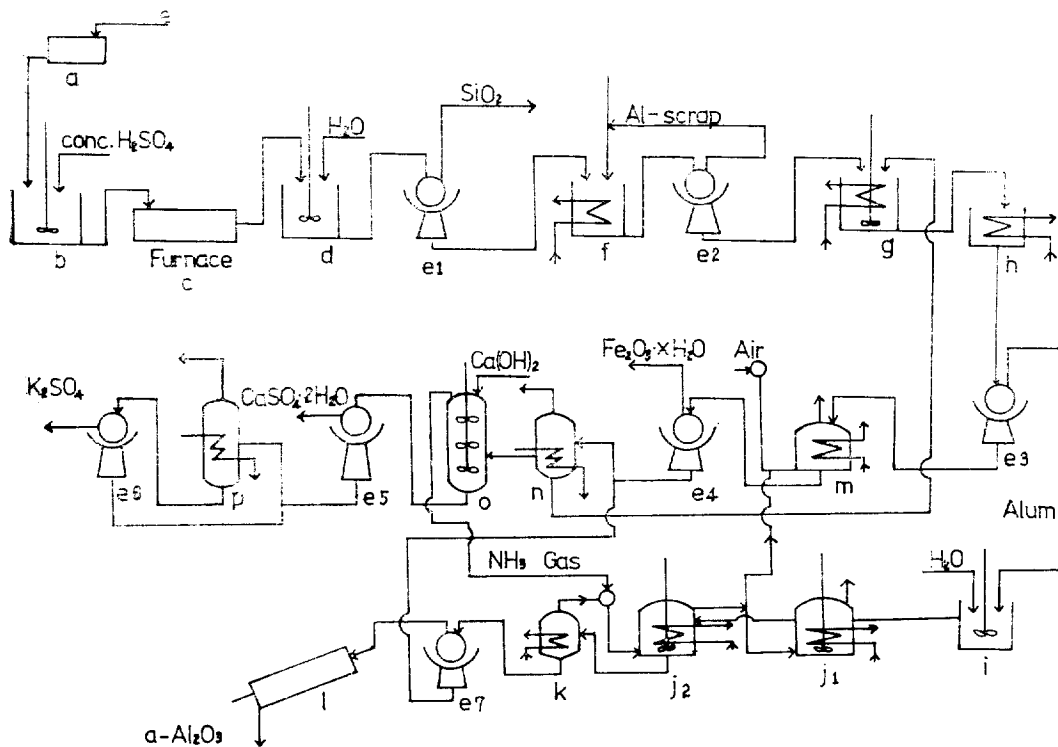 a
SiO₂
Al-scrap
H₂O
conc. H₂SO₄
b
Furnace
c
d
e1
f
e2
g
h
K₂SO₄
CaSO₄·2H₂O
Ca(OH)₂
Fe₂O₃·XH₂O
Air
e6
p
e5
o
n
e4
m
e3
Alum
NH₃ Gas
H₂O
l
e7
k
j2
j1
i
a-Al₂O₃